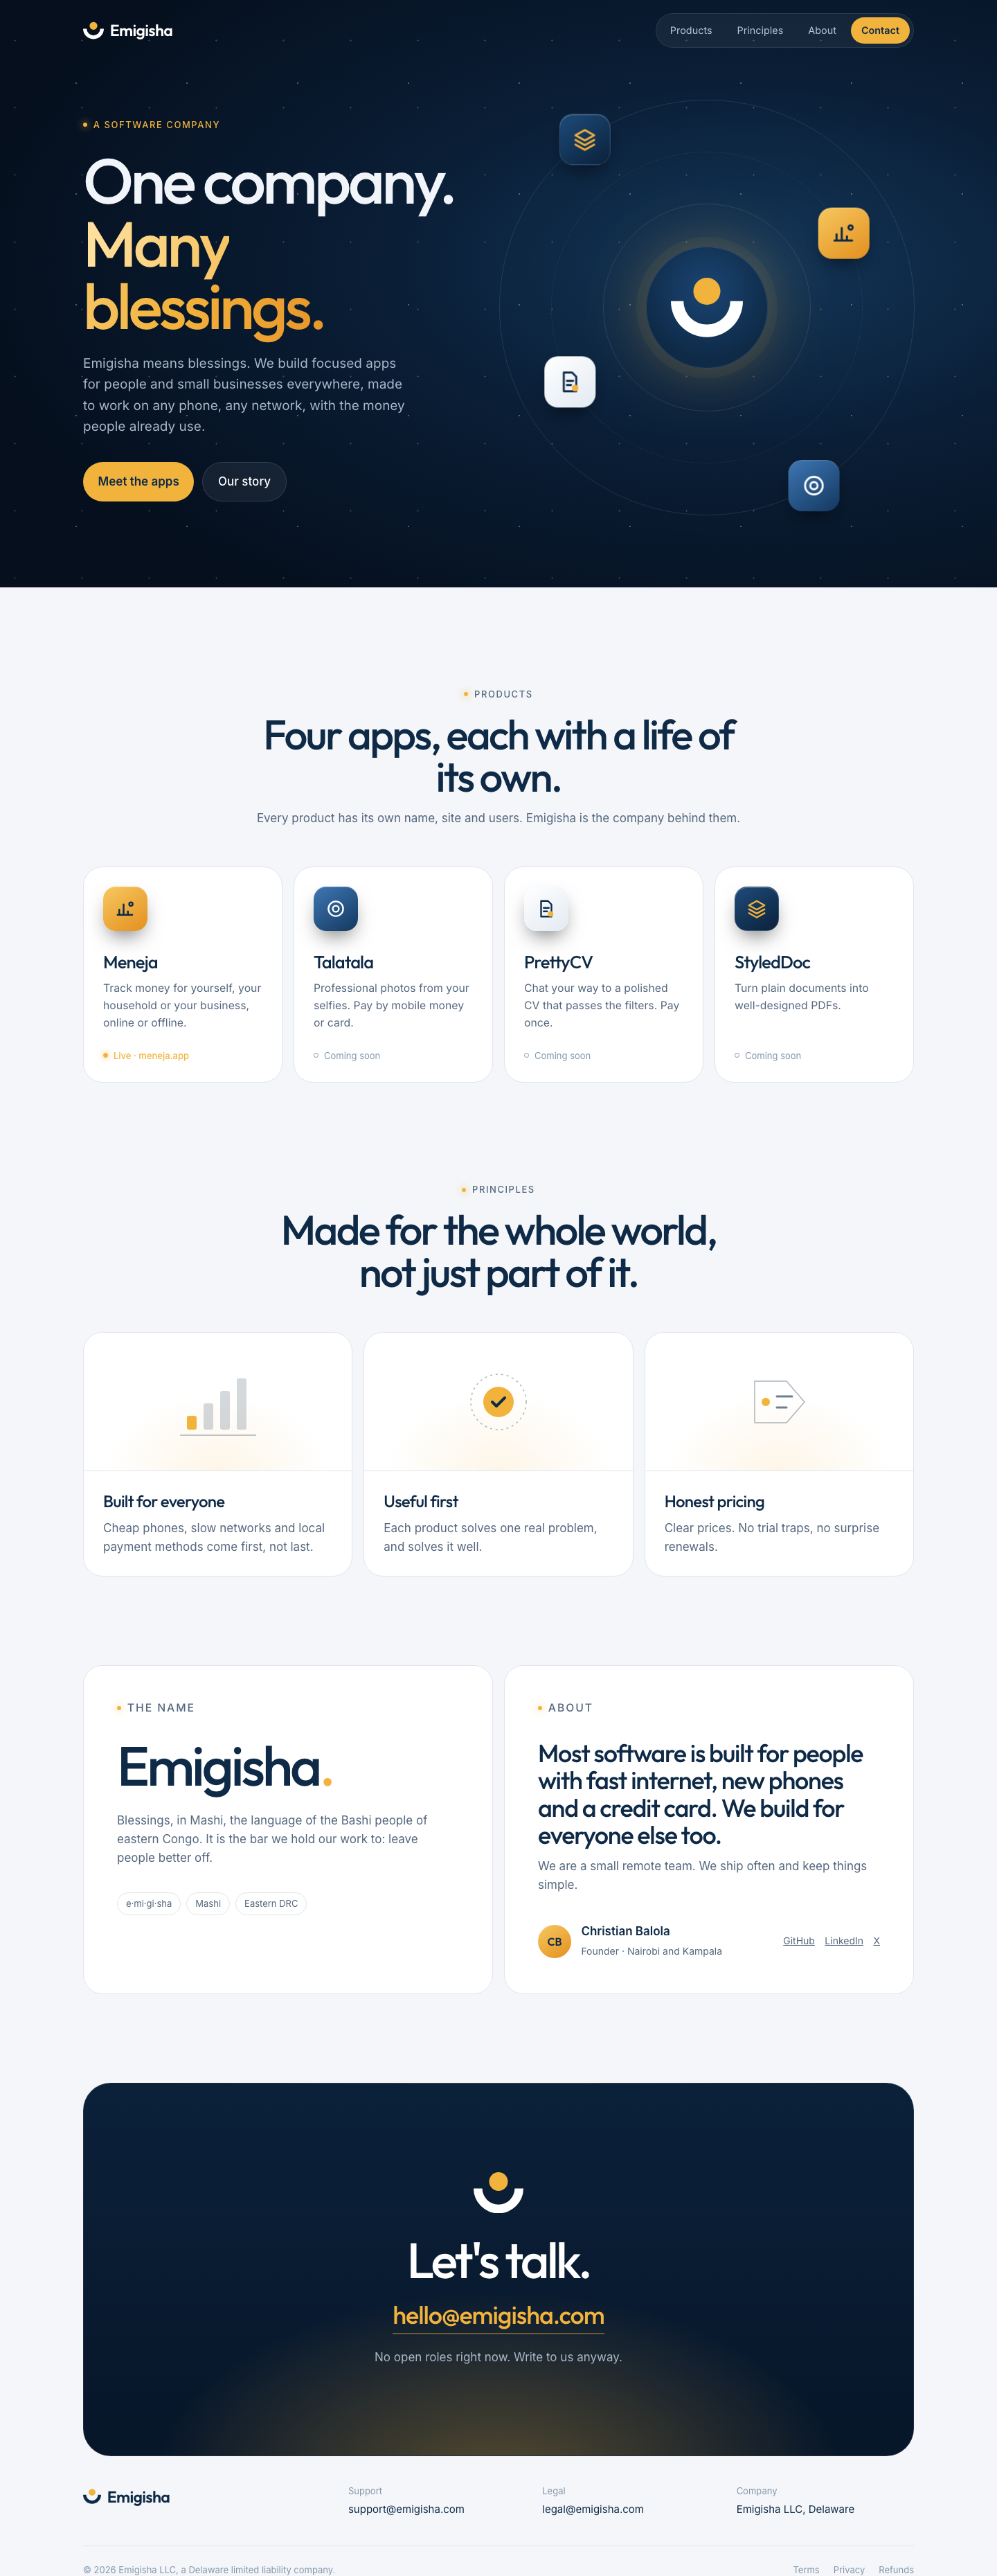 Emigisha
Products Principles About Contact
A SOFTWARE COMPANY
One company.
Many
blessings.
Emigisha means blessings. We build focused apps
for people and small businesses everywhere, made
to work on any phone, any network, with the money
people already use.
Meet the apps Our story
PRODUCTS
Four apps, each with a life of
its own.
Every product has its own name, site and users. Emigisha is the company behind them.
Meneja
Track money for yourself, your
household or your business,
online or offline.
Live · meneja.app
Talatala
Professional photos from your
selfies. Pay by mobile money
or card.
Coming soon
PrettyCV
Chat your way to a polished
CV that passes the filters. Pay
once.
Coming soon
StyledDoc
Turn plain documents into
well-designed PDFs.
Coming soon
PRINCIPLES
Made for the whole world,
not just part of it.
Built for everyone
Cheap phones, slow networks and local
payment methods come first, not last.
Useful first
Each product solves one real problem,
and solves it well.
Honest pricing
Clear prices. No trial traps, no surprise
renewals.
THE NAME
Emigisha.
Blessings, in Mashi, the language of the Bashi people of
eastern Congo. It is the bar we hold our work to: leave
people better off.
e·mi·gi·sha Mashi Eastern DRC
ABOUT
Most software is built for people
with fast internet, new phones
and a credit card. We build for
everyone else too.
We are a small remote team. We ship often and keep things
simple.
CB
Christian Balola
Founder · Nairobi and Kampala
GitHub LinkedIn X
Let's talk.
hello@emigisha.com
No open roles right now. Write to us anyway.
Emigisha
Support
support@emigisha.com
Legal
legal@emigisha.com
Company
Emigisha LLC, Delaware
© 2026 Emigisha LLC, a Delaware limited liability company.
Terms Privacy Refunds